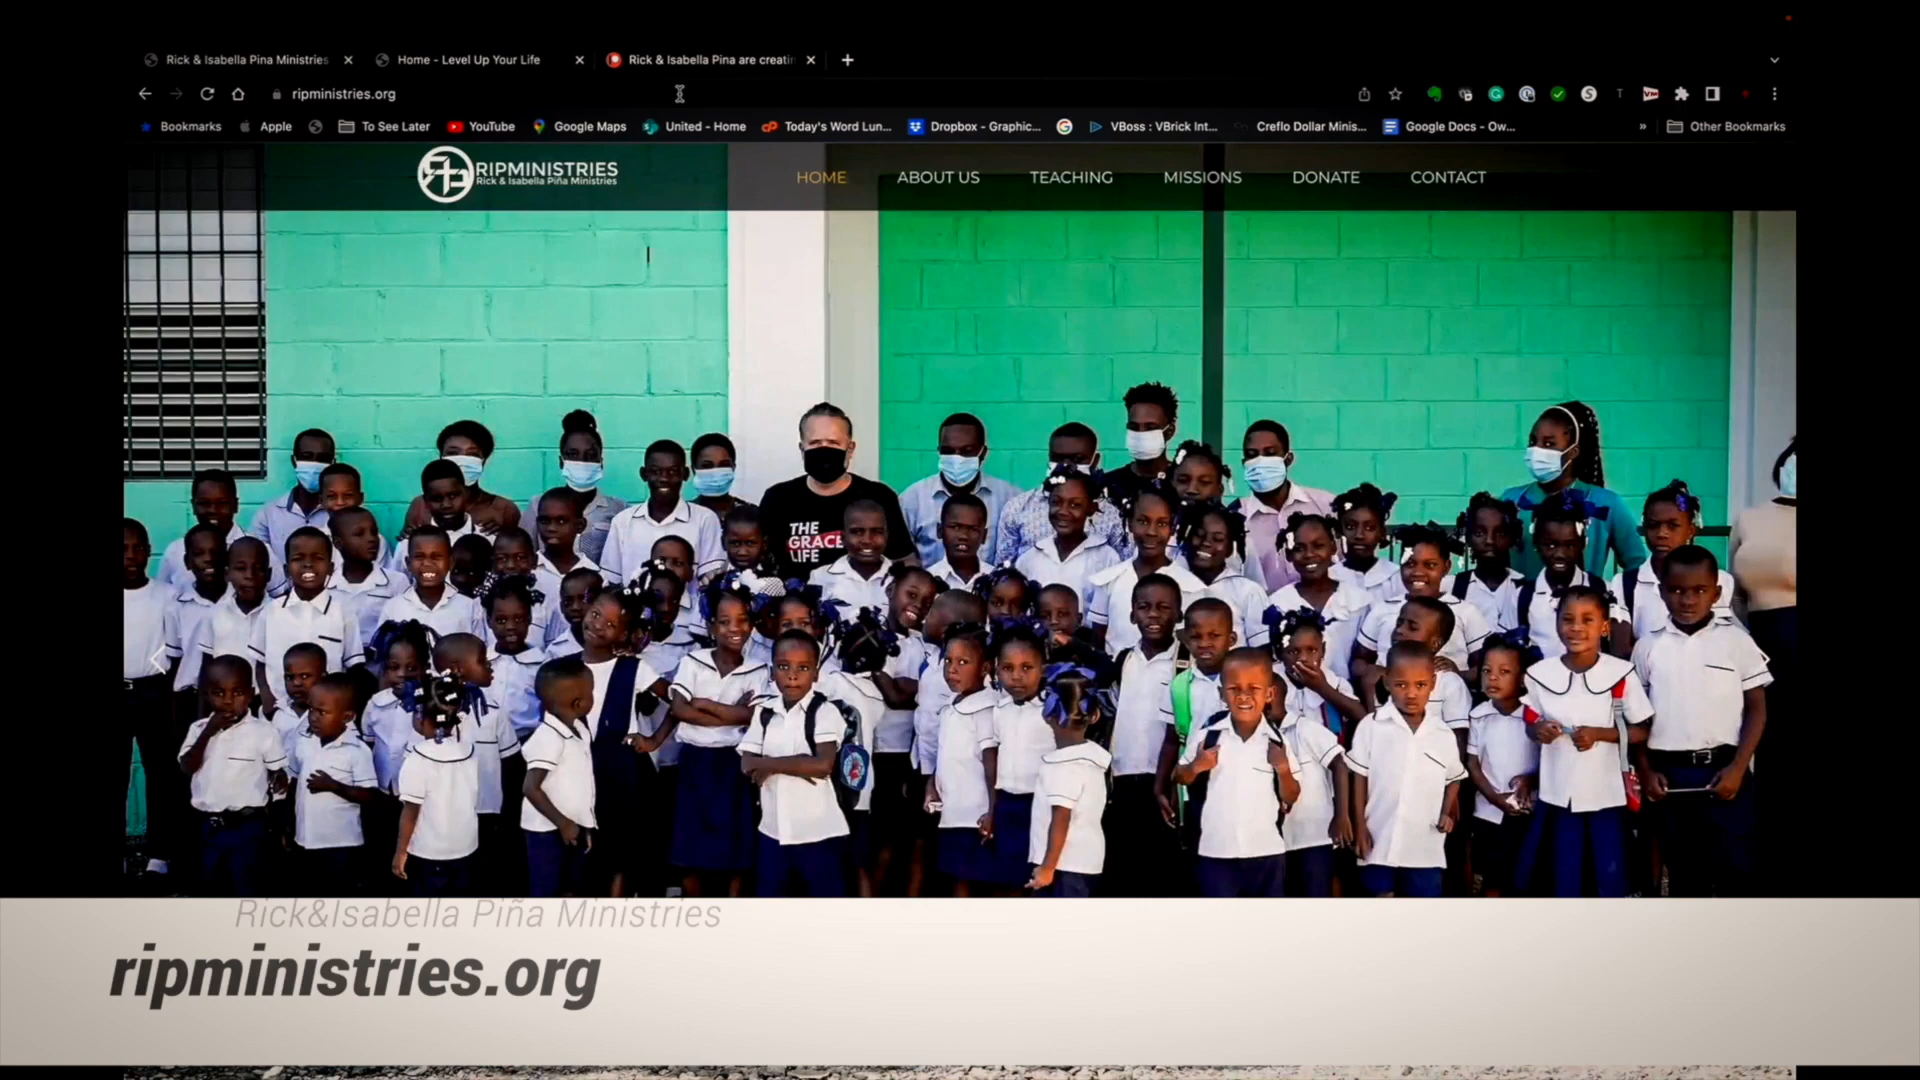 Rick & Isabella Pina Ministries
Home - Level Up Your Life
Rick & Isabella Pina are creatin
ripministries.org
Bookmarks
Apple
To See Later
YouTube
Google Maps
United - Home
Today's Word Lun...
Dropbox - Graphic...
VBoss : VBrick Int...
Creflo Dollar Minis...
Google Docs - Ow...
»
Other Bookmarks
RIPMINISTRIES
Rick & Isabella Piña Ministries
HOME
ABOUT US
TEACHING
MISSIONS
DONATE
CONTACT
THE
GRACE
LIFE
Rick&Isabella Piña Ministries
ripministries.org